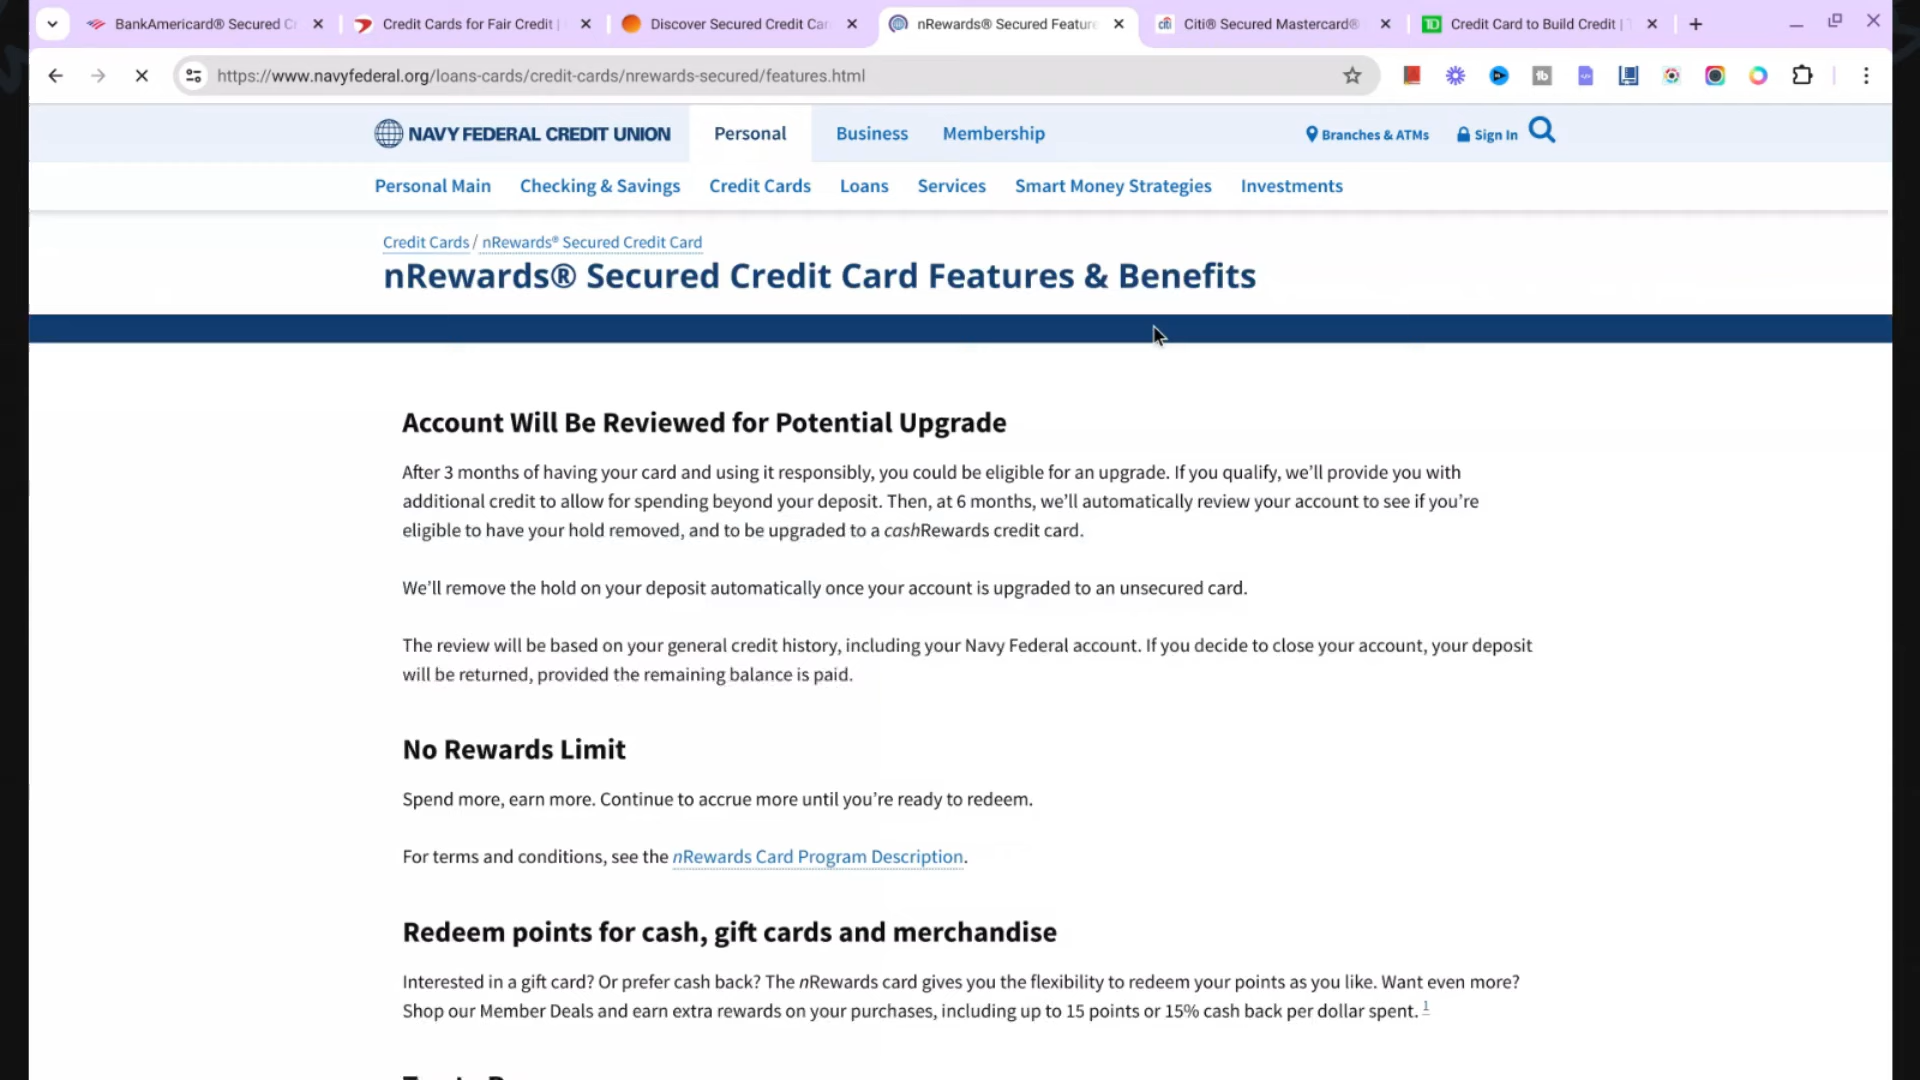 BankAmericard® Secured Cr
Credit Cards for Fair Credit |
Discover Secured Credit Car
nRewards® Secured Feature
Citi® Secured Mastercard®
Credit Card to Build Credit |
https://www.navyfederal.org/loans-cards/credit-cards/nrewards-secured/features.html
NAVY FEDERAL CREDIT UNION
Personal
Business
Membership
Branches & ATMs
Sign In
Personal Main
Checking & Savings
Credit Cards
Loans
Services
Smart Money Strategies
Investments
Credit Cards / nRewards® Secured Credit Card
nRewards® Secured Credit Card Features & Benefits
Account Will Be Reviewed for Potential Upgrade
After 3 months of having your card and using it responsibly, you could be eligible for an upgrade. If you qualify, we’ll provide you with
additional credit to allow for spending beyond your deposit. Then, at 6 months, we’ll automatically review your account to see if you’re
eligible to have your hold removed, and to be upgraded to a cashRewards credit card.
We’ll remove the hold on your deposit automatically once your account is upgraded to an unsecured card.
The review will be based on your general credit history, including your Navy Federal account. If you decide to close your account, your deposit
will be returned, provided the remaining balance is paid.
No Rewards Limit
Spend more, earn more. Continue to accrue more until you’re ready to redeem.
For terms and conditions, see the nRewards Card Program Description.
Redeem points for cash, gift cards and merchandise
Interested in a gift card? Or prefer cash back? The nRewards card gives you the flexibility to redeem your points as you like. Want even more?
Shop our Member Deals and earn extra rewards on your purchases, including up to 15 points or 15% cash back per dollar spent. 1